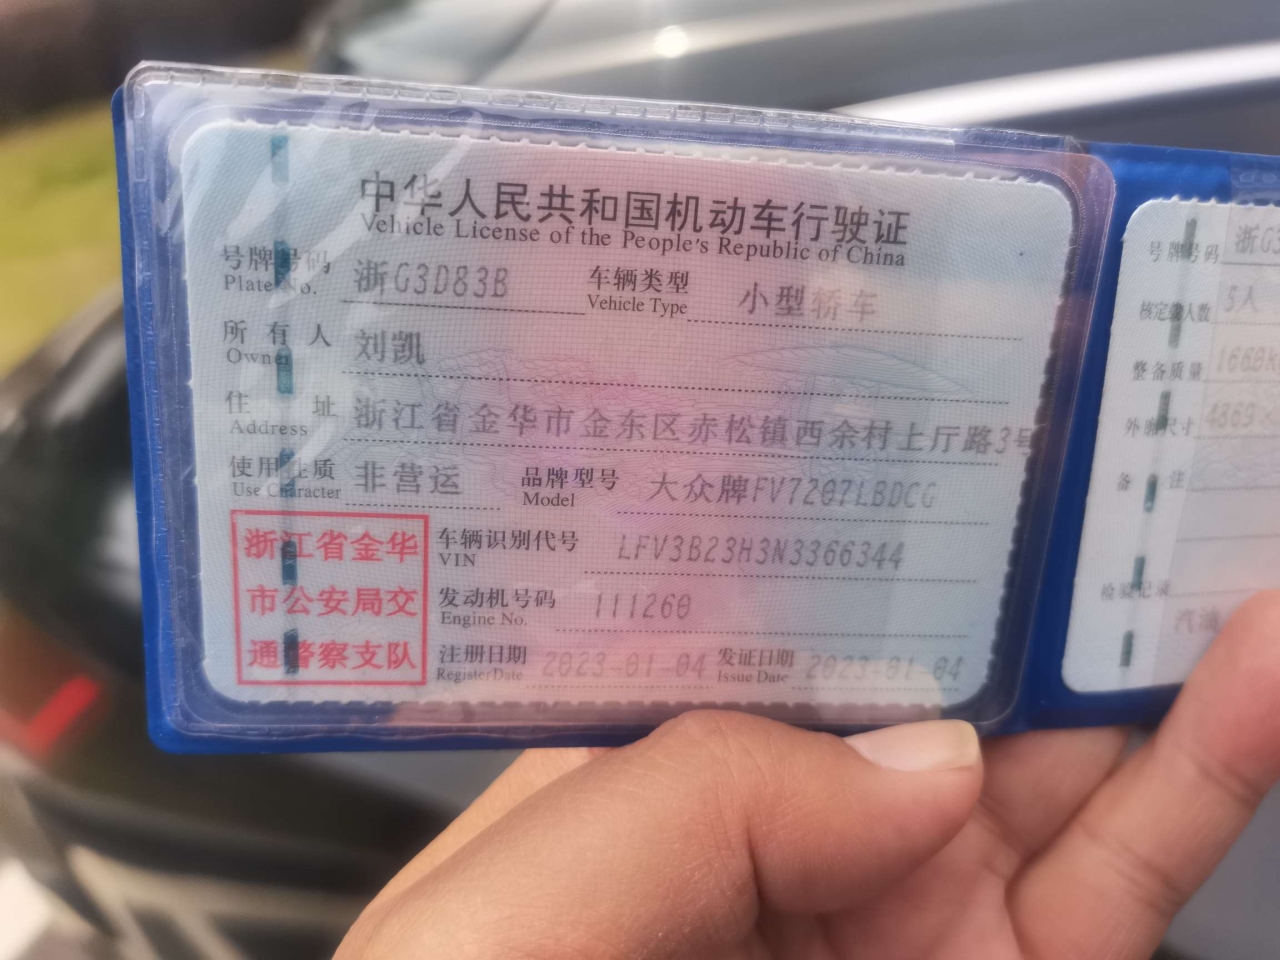 中华人民共和国机动车行驶证
Vehicle License of the People's Republic of China
号牌号码 浙G3D83B 车辆类型 小型轿车
Plate No. Vehicle Type
所有人 刘凯
Owner
住址 浙江省金华市金东区赤松镇西余村上厅路3号
Address
使用性质 非营运 品牌型号 大众牌FV7207LBDCG
Use Character Model
浙江省金华
市公安局交
通警察支队
车辆识别代号 LFV3B23H3N3366344
VIN
发动机号码 111260
Engine No.
注册日期 2023-01-04 发证日期 2023-01-04
Register Date Issue Date
号牌号码 浙G3
核定载人数 5人
整备质量 1660K
外廓尺寸 4869×
备注
检验记录
汽油